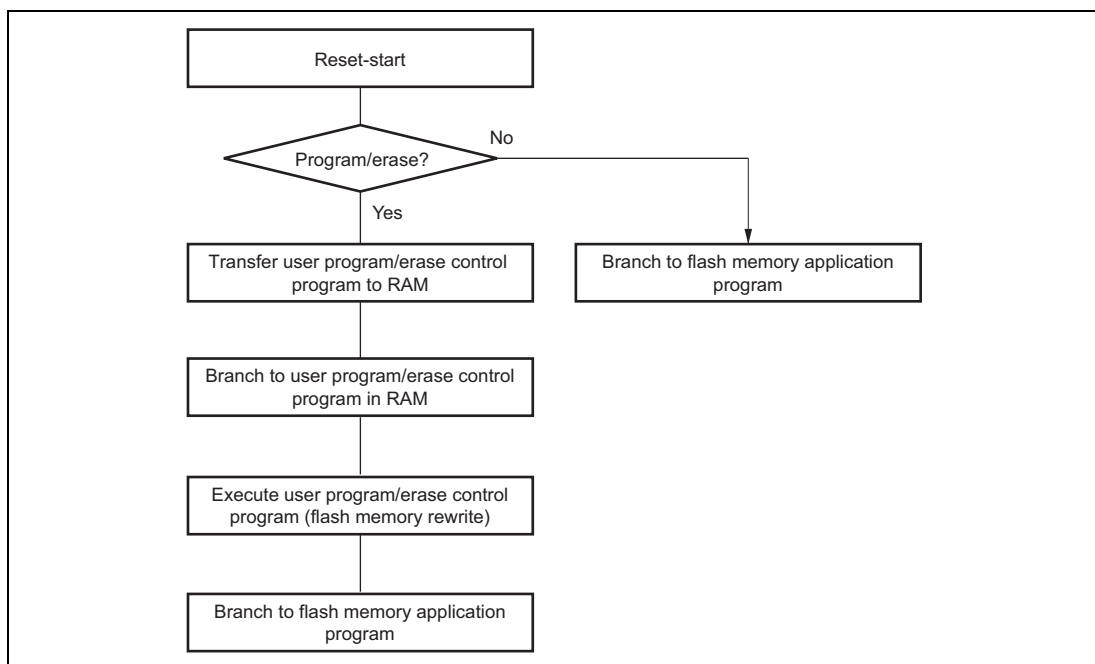 Reset-start
Program/erase?
No
Yes
Transfer user program/erase control
program to RAM
Branch to flash memory application
program
Branch to user program/erase control
program in RAM
Execute user program/erase control
program (flash memory rewrite)
Branch to flash memory application
program